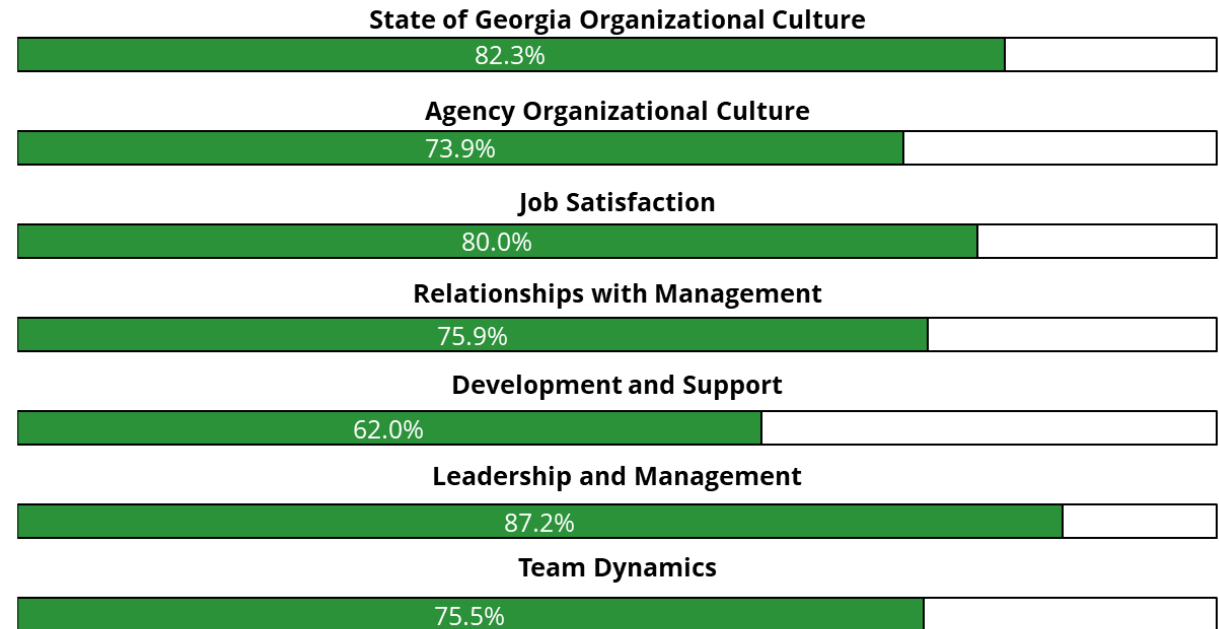 State of Georgia Organizational Culture
82.3%
Agency Organizational Culture
73.9%
Job Satisfaction
80.0%
Relationships with Management
75.9%
Development and Support
62.0%
Leadership and Management
87.2%
Team Dynamics
75.5%